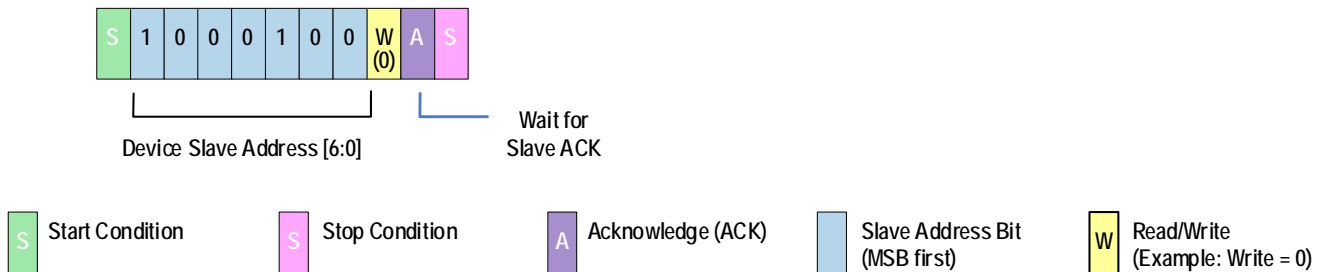 S 1 0 0 0 1 0 0 W A S
(0)
Wait for
Slave ACK
Device Slave Address [6:0]
S Start Condition
S Stop Condition
A Acknowledge (ACK)
Slave Address Bit
(MSB first)
W Read/Write
(Example: Write = 0)